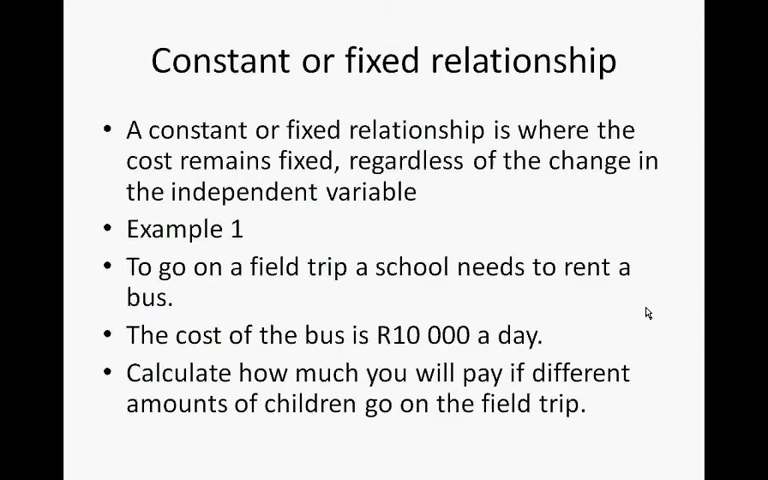 Constant or fixed relationship
• A constant or fixed relationship is where the
cost remains fixed, regardless of the change in
the independent variable
• Example 1
• To go on a field trip a school needs to rent a
bus.
• The cost of the bus is R10 000 a day.
• Calculate how much you will pay if different
amounts of children go on the field trip.